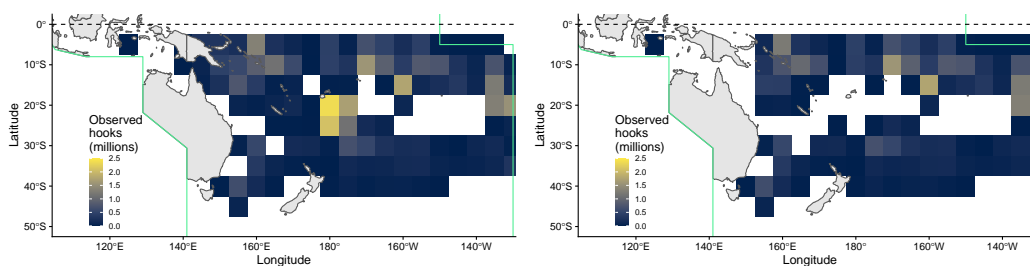 0°
10°S
20°S
30°S
40°S
50°S
Latitude
Observed
hooks
(millions)
2.5
2.0
1.5
1.0
0.5
0.0
120°E
140°E
160°E
180°
160°W
140°W
Longitude
0°
10°S
20°S
30°S
40°S
50°S
Latitude
Observed
hooks
(millions)
2.5
2.0
1.5
1.0
0.5
0.0
120°E
140°E
160°E
180°
160°W
140°W
Longitude